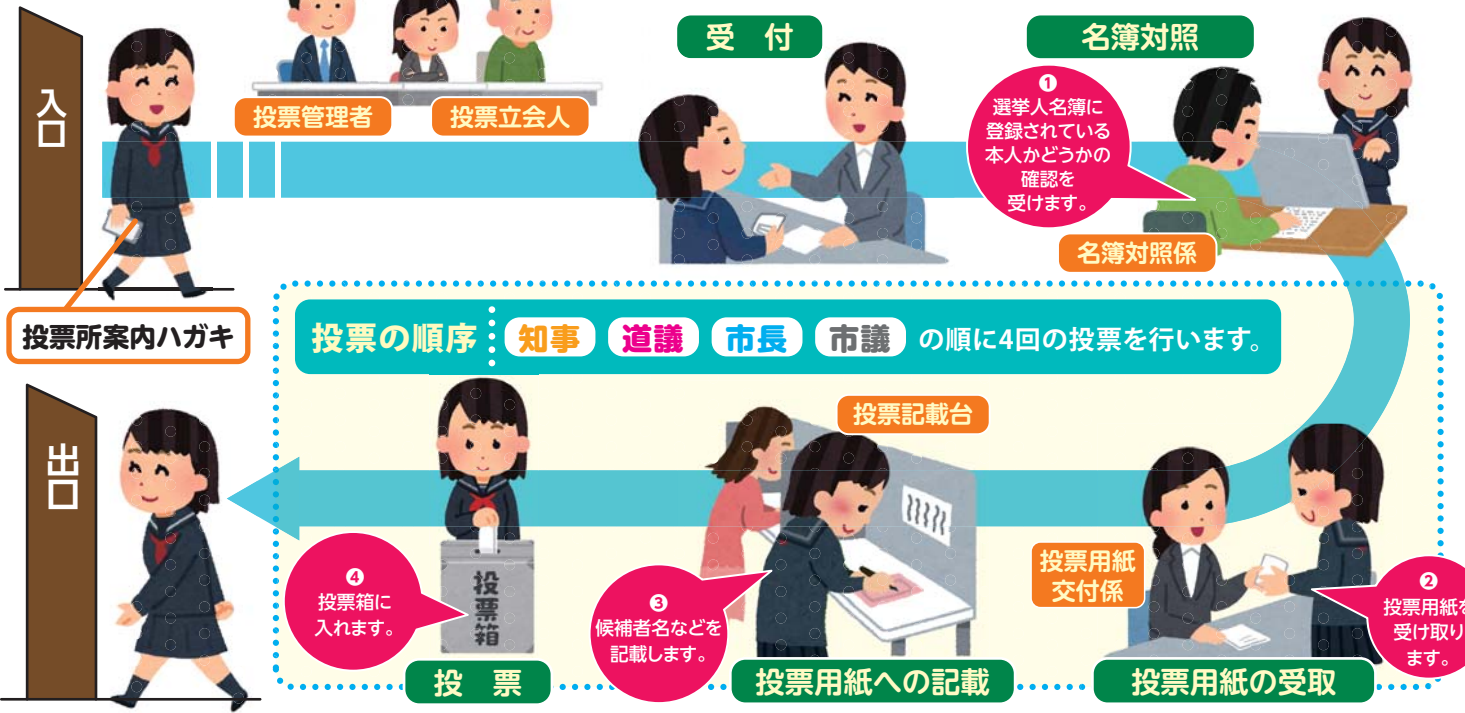 入口
投票所案内ハガキ
投票管理者
投票立会人
受 付
名簿対照
❶
選挙人名簿に
登録されている
本人かどうかの
確認を
受けます。
名簿対照係
投票の順序 知事 道議 市長 市議 の順に4回の投票を行います。
投票用紙
交付係
❷
投票用紙を
受け取り
ます。
投票用紙の受取
投票記載台
❸
候補者名などを
記載します。
投票用紙への記載
投票箱
❹
投票箱に
入れます。
投 票
出口